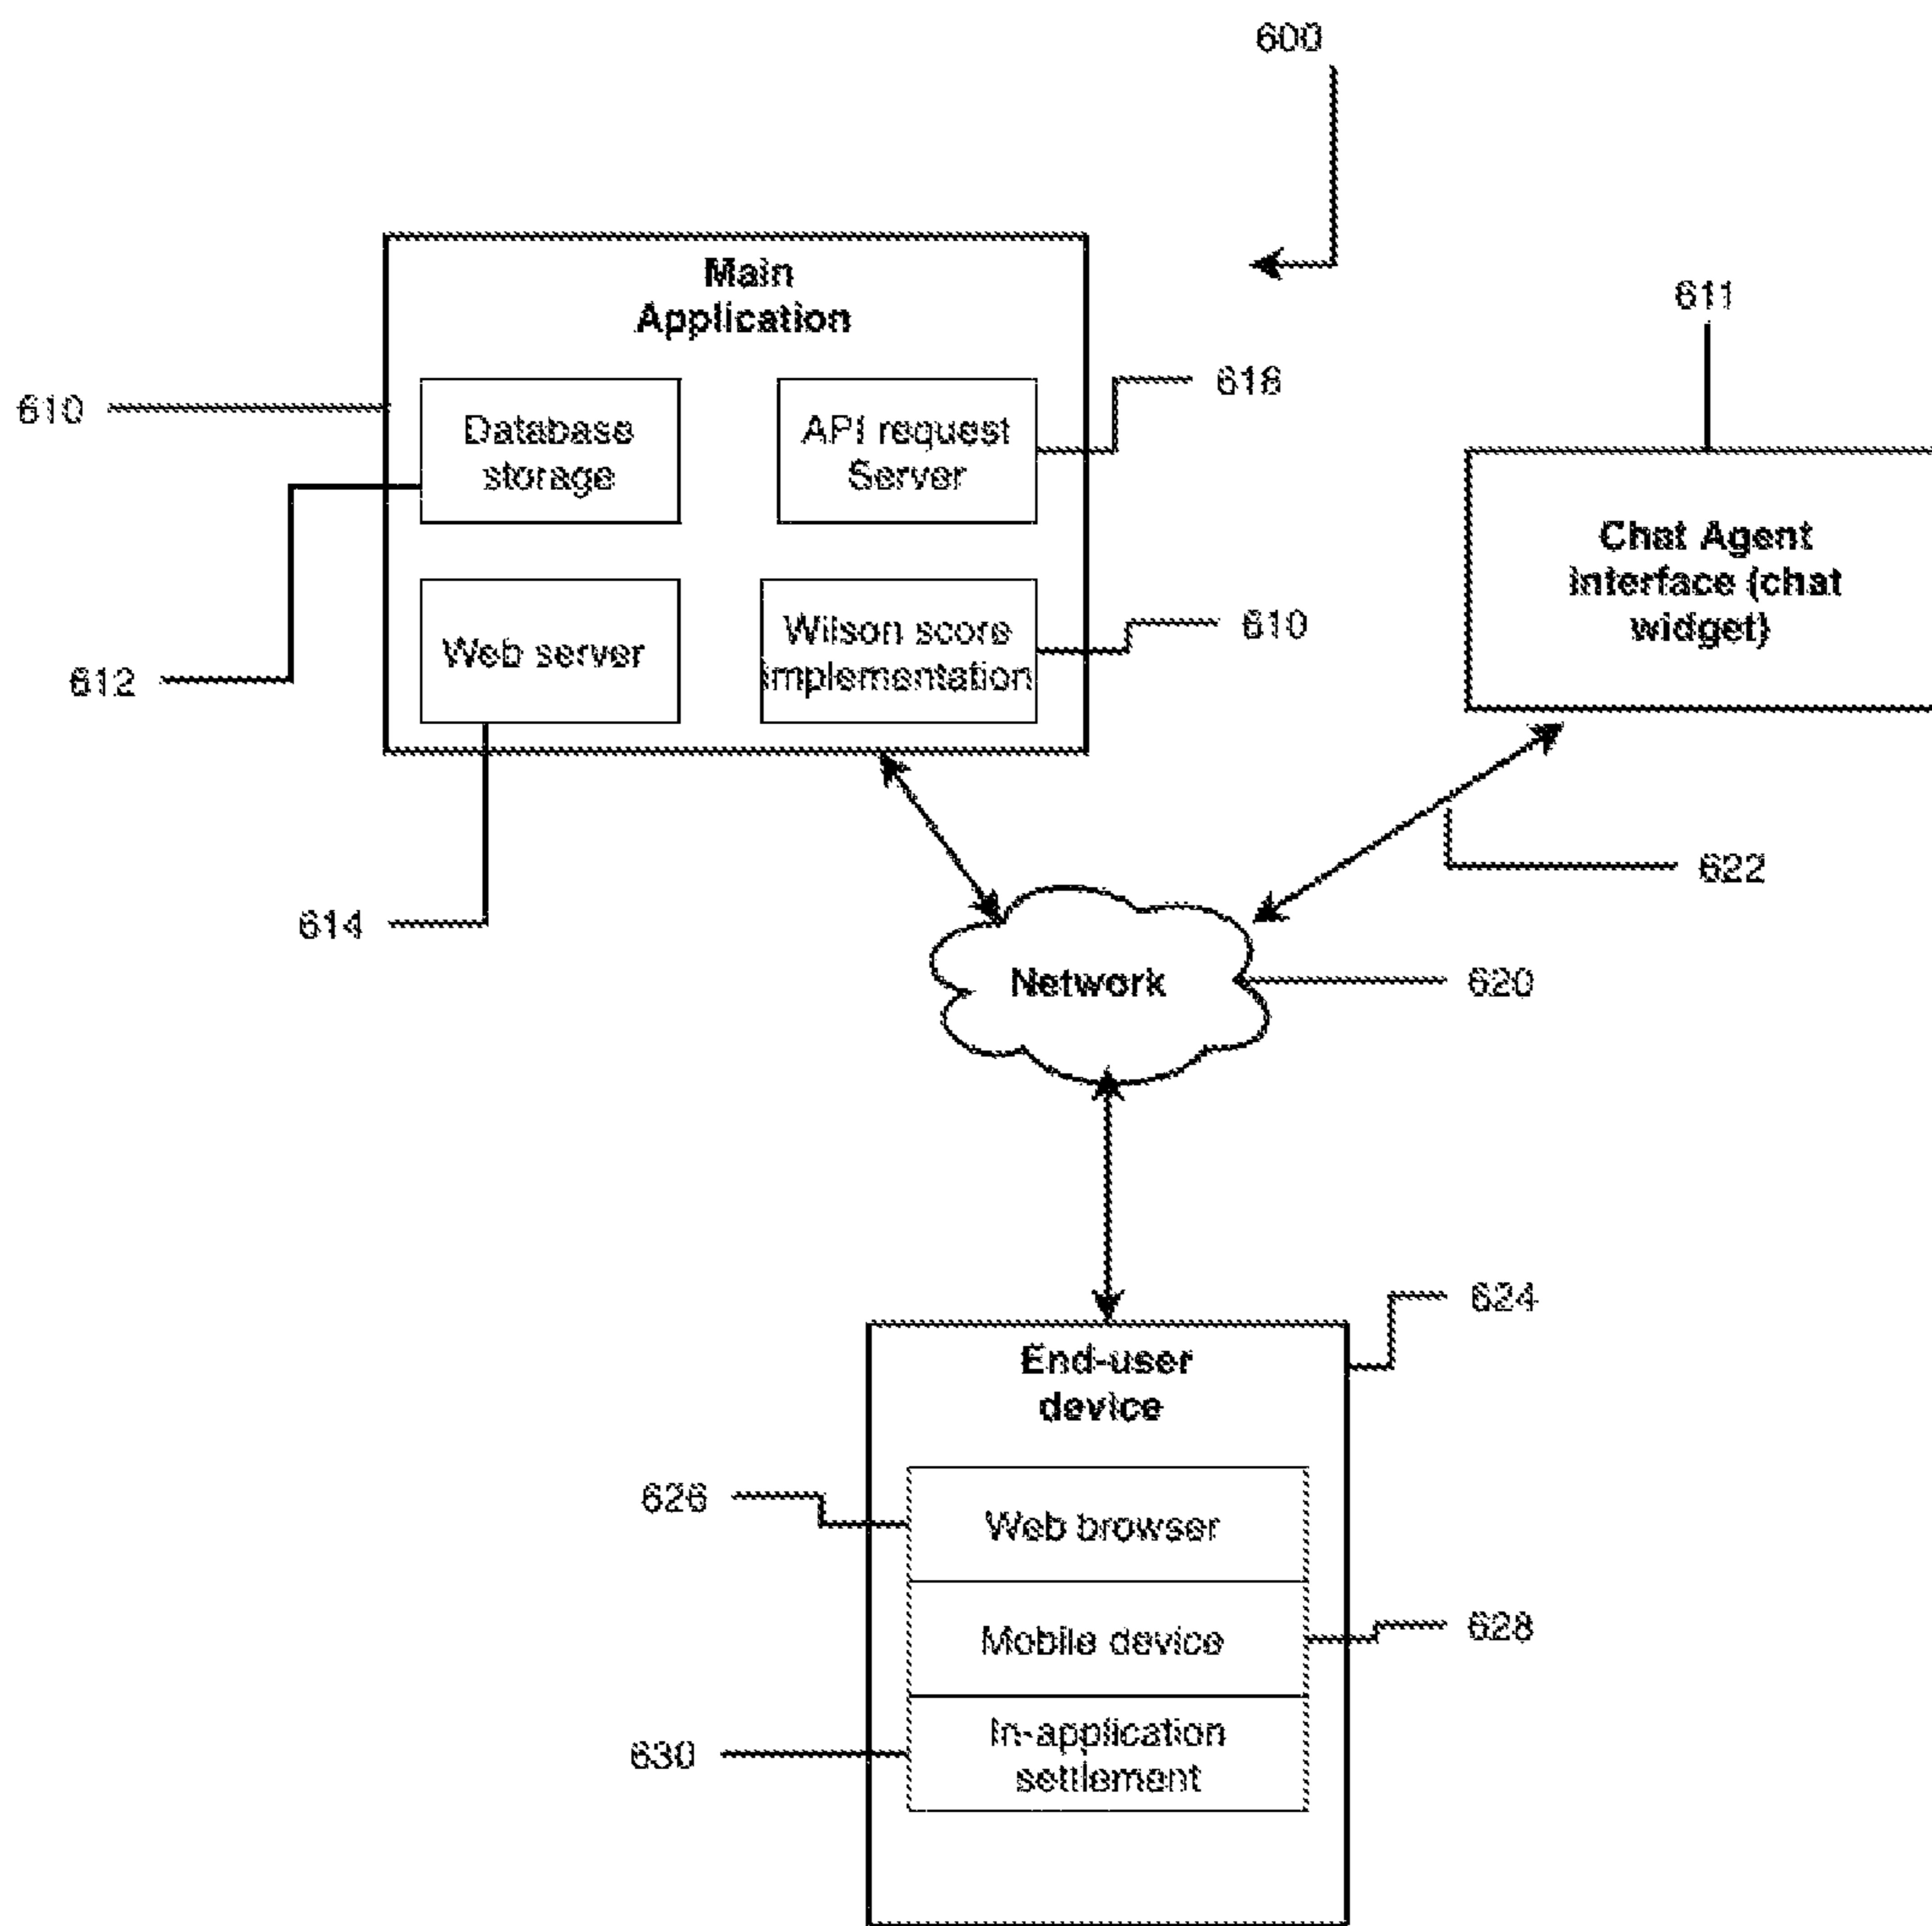 600
Main
Application
611
610
618
Database
storage
API request
Server
Chat Agent
interface (chat
widget)
Web server
Wilson score
implementation
610
612
622
614
Network
620
624
End-user
device
626
Web browser
Mobile device
628
In-application
settlement
630